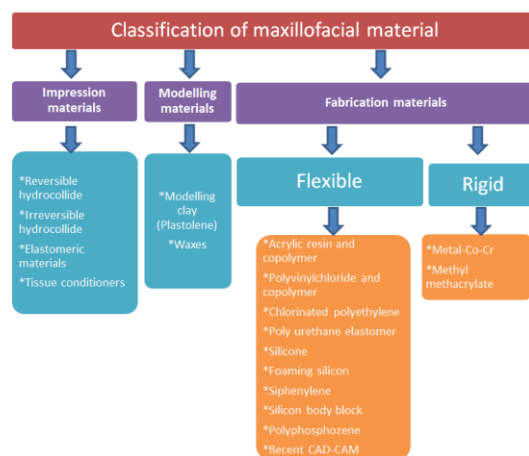 Classification of maxillofacial material
Impression
materials
Modelling
materials
Fabrication materials
*Reversible
hydrocollide
*Irreversible
hydrocollide
*Elastomeric
materials
*Tissue conditioners
*Modelling
clay
(Plastolene)
*Waxes
Flexible
Rigid
*Acrylic resin and
copolymer
*Polyvinylchloride and
copolymer
*Chlorinated polyethylene
*Poly urethane elastomer
*Silicone
*Foaming silicon
*Siphenylene
*Silicon body block
*Polyphosphozene
*Recent CAD-CAM
*Metal-Co-Cr
*Methyl
methacrylate